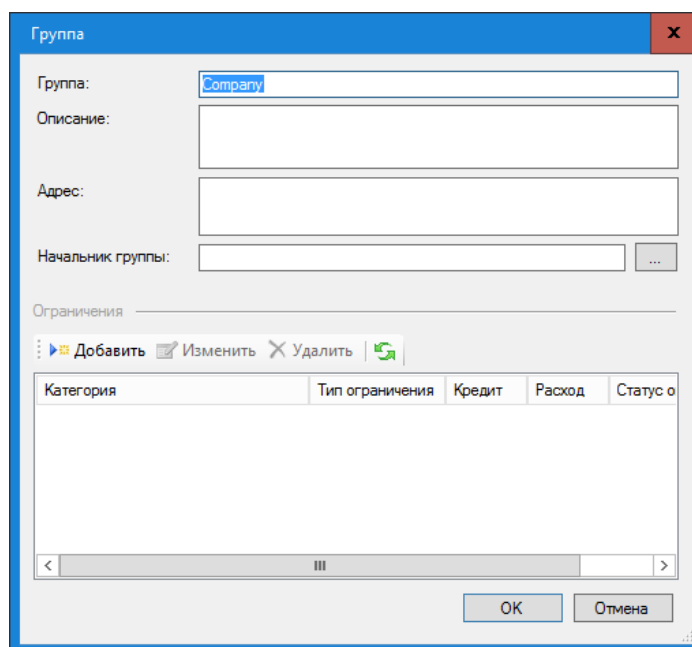 Группа
Группа: Company
Описание:
Адрес:
Начальник группы: ...
Ограничения
Добавить Изменить Удалить
Категория Тип ограничения Кредит Расход Статус о
OK Отмена